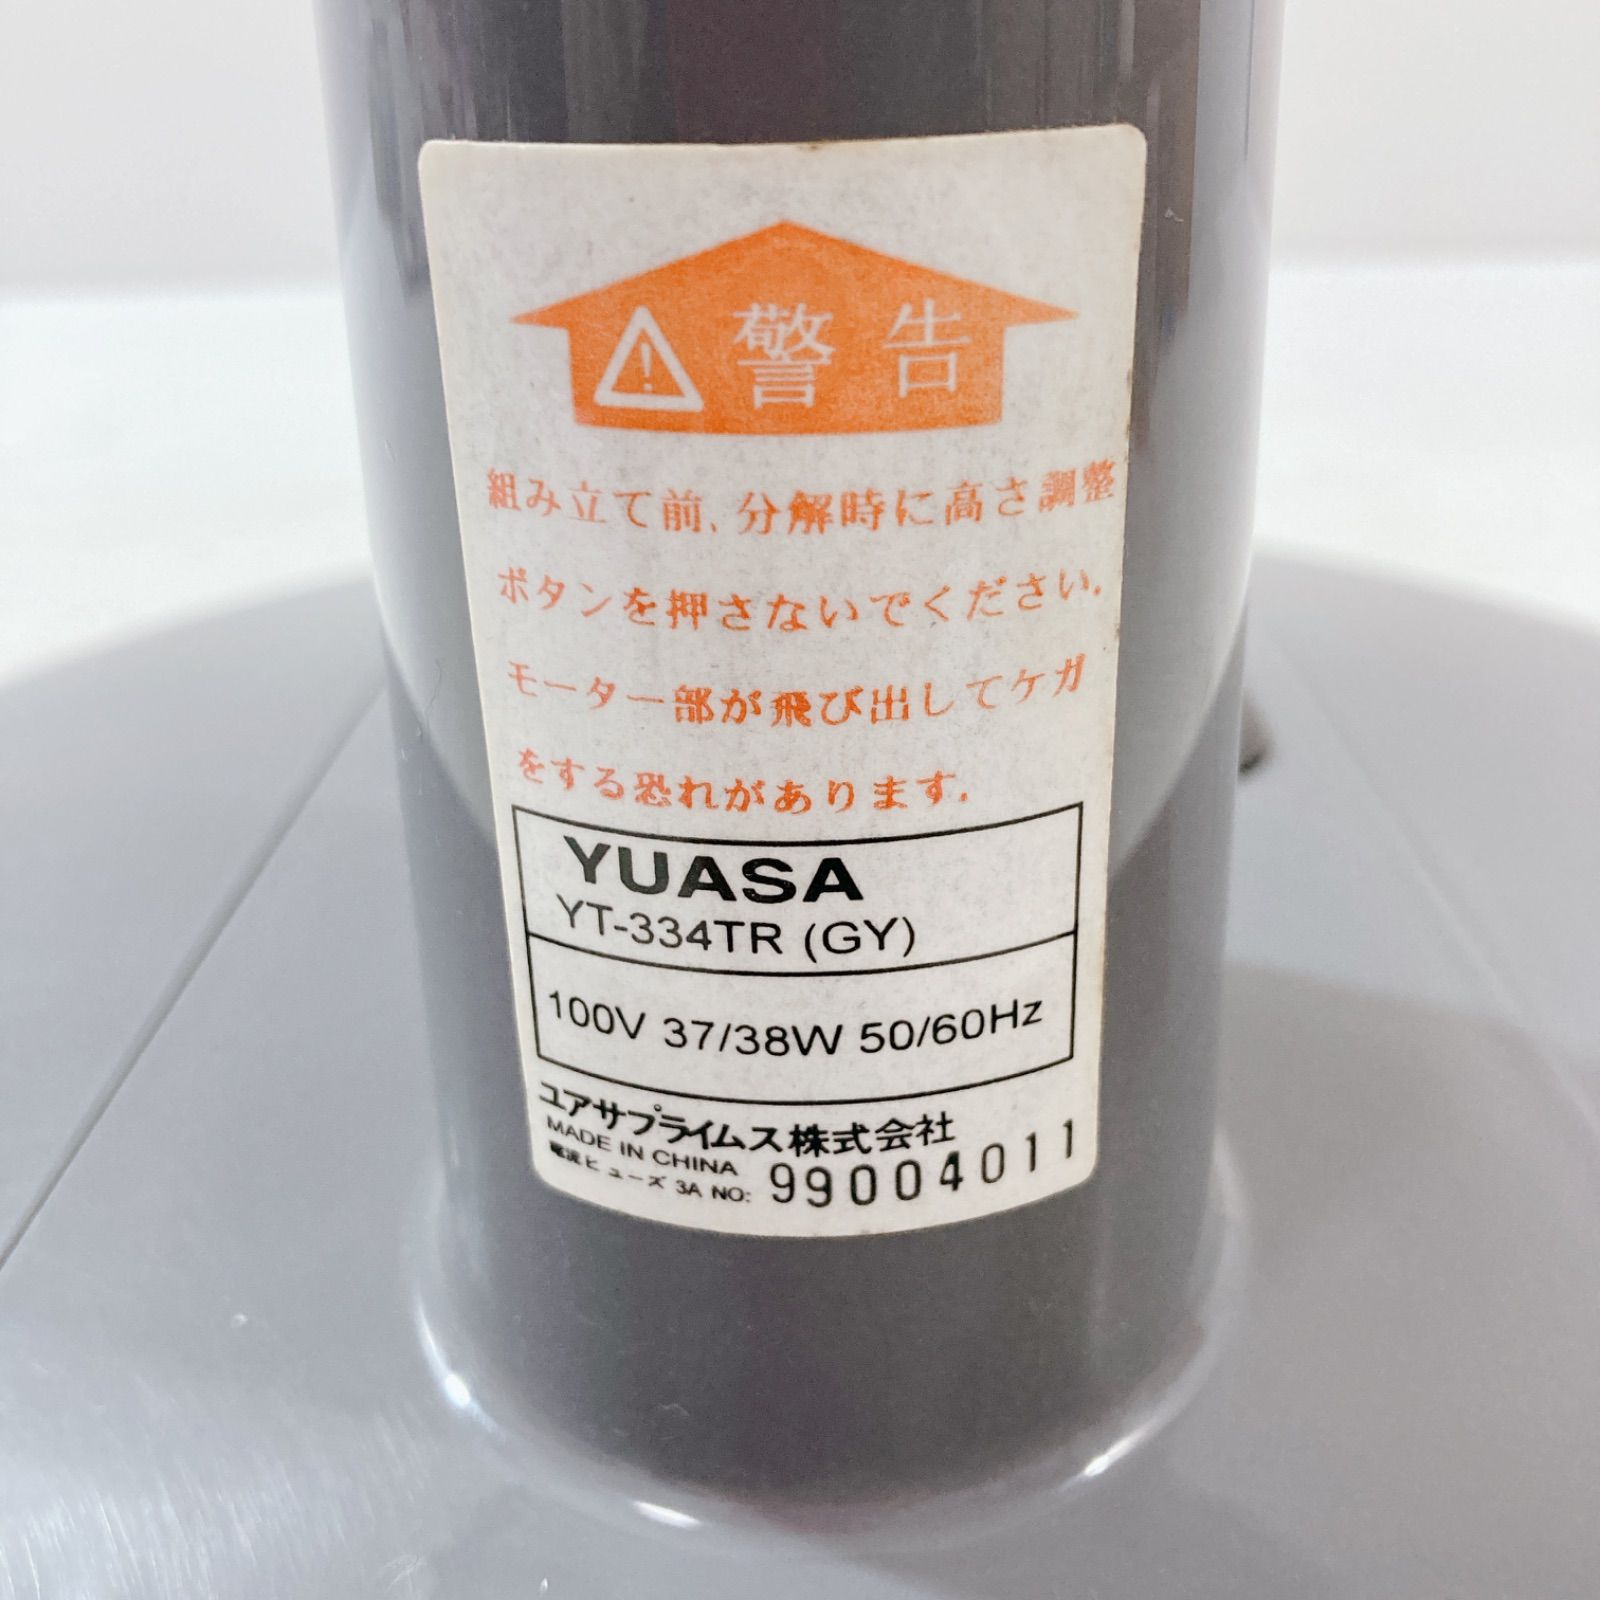 警告
組み立て前、分解時に高さ調整
ボタンを押さないでください。
モーター部が飛び出してケガ
をする恐れがあります。
YUASA
YT-334TR (GY)
100V 37/38W 50/60Hz
ユアサプライムス株式会社
MADE IN CHINA
電流ヒューズ 3A NO: 99004011